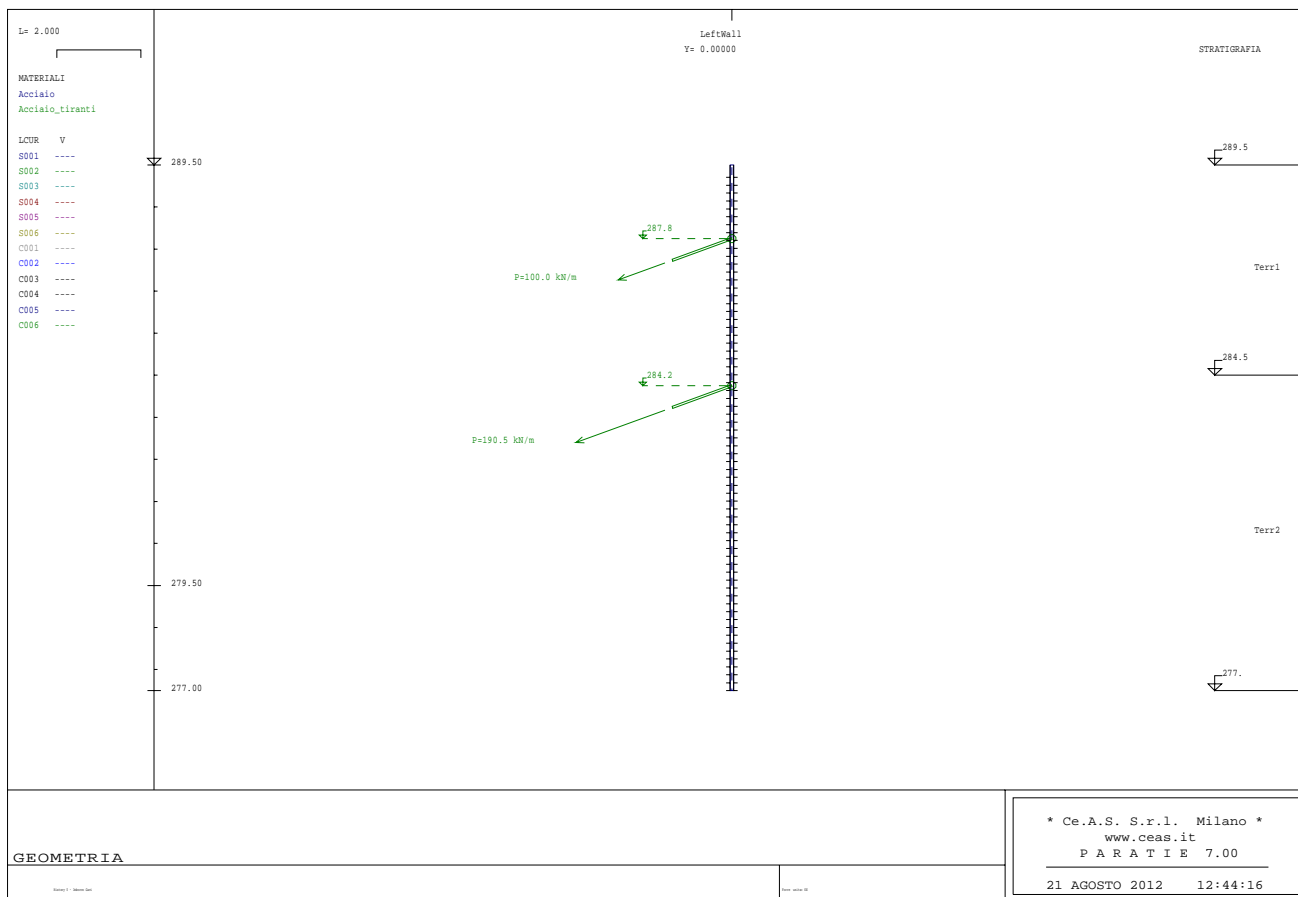 L= 2.000
MATERIALI
Acciaio
Acciaio_tiranti
LCUR V
S001 ----
S002 ----
S003 ----
S004 ----
S005 ----
S006 ----
C001 ----
C002 ----
C003 ----
C004 ----
C005 ----
C006 ----
289.50
279.50
277.00
LeftWall
Y= 0.00000
287.8
P=100.0 kN/m
284.2
P=190.5 kN/m
STRATIGRAFIA
289.5
Terr1
284.5
Terr2
277.
GEOMETRIA
* Ce.A.S. S.r.l. Milano *
www.ceas.it
P A R A T I E 7.00
21 AGOSTO 2012 12:44:16